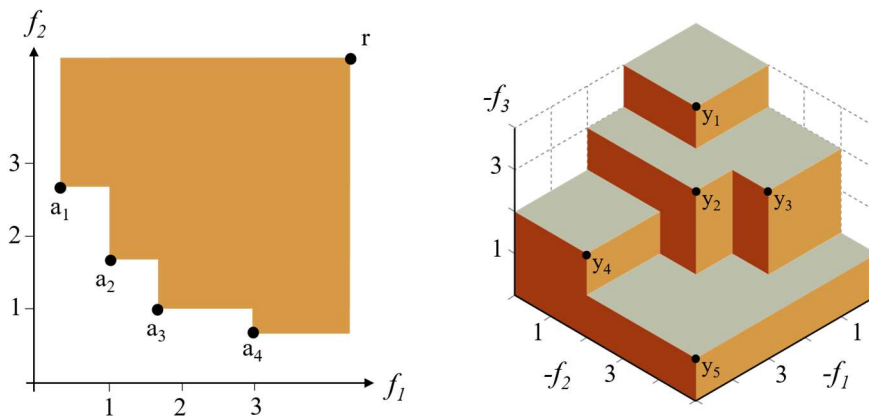 f₂
r
3
2
1
a₁
a₂
a₃
a₄
1
2
3
f₁
-f₃
3
1
y₁
y₂
y₃
y₄
y₅
1
3
-f₂
3
1
-f₁